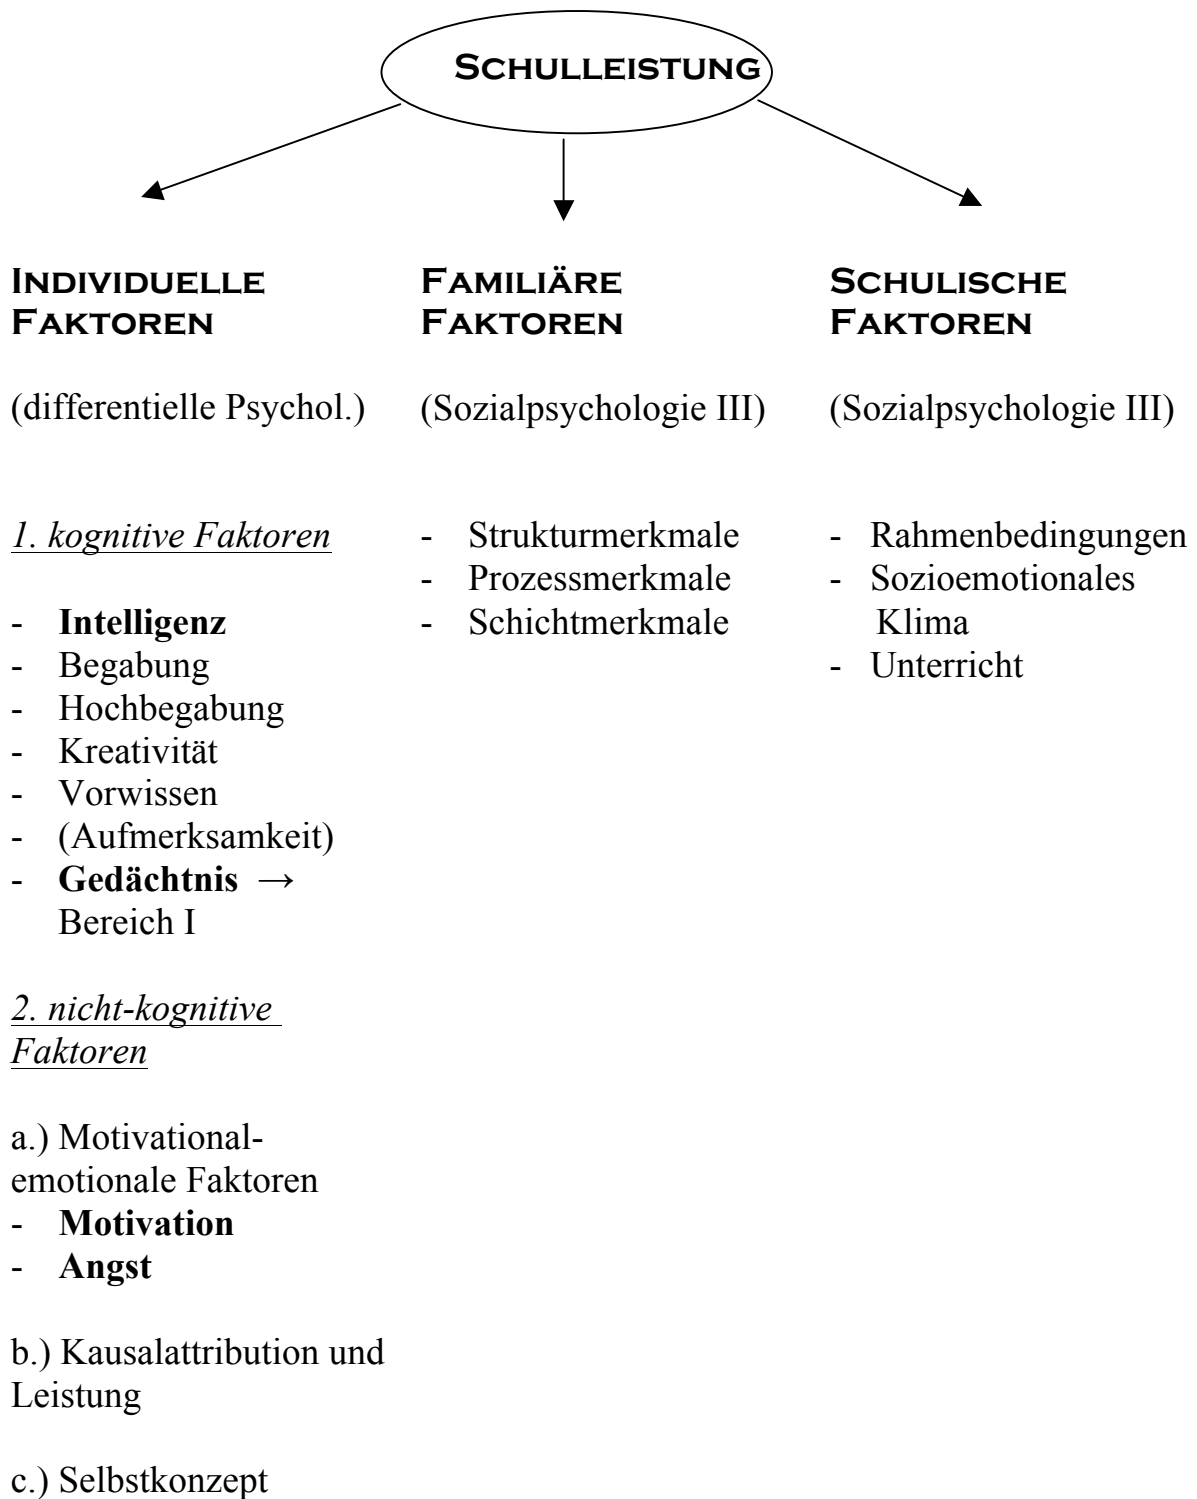 SCHULLEISTUNG
INDIVIDUELLE
FAKTOREN
(differentielle Psychol.)
1. kognitive Faktoren
- Intelligenz
- Begabung
- Hochbegabung
- Kreativität
- Vorwissen
- (Aufmerksamkeit)
- Gedächtnis →
Bereich I
2. nicht-kognitive
Faktoren
a.) Motivational-
emotionale Faktoren
- Motivation
- Angst
b.) Kausalattribution und
Leistung
c.) Selbstkonzept
FAMILIÄRE
FAKTOREN
(Sozialpsychologie III)
- Strukturmerkmale
- Prozessmerkmale
- Schichtmerkmale
SCHULISCHE
FAKTOREN
(Sozialpsychologie III)
- Rahmenbedingungen
- Sozioemotionales
Klima
- Unterricht